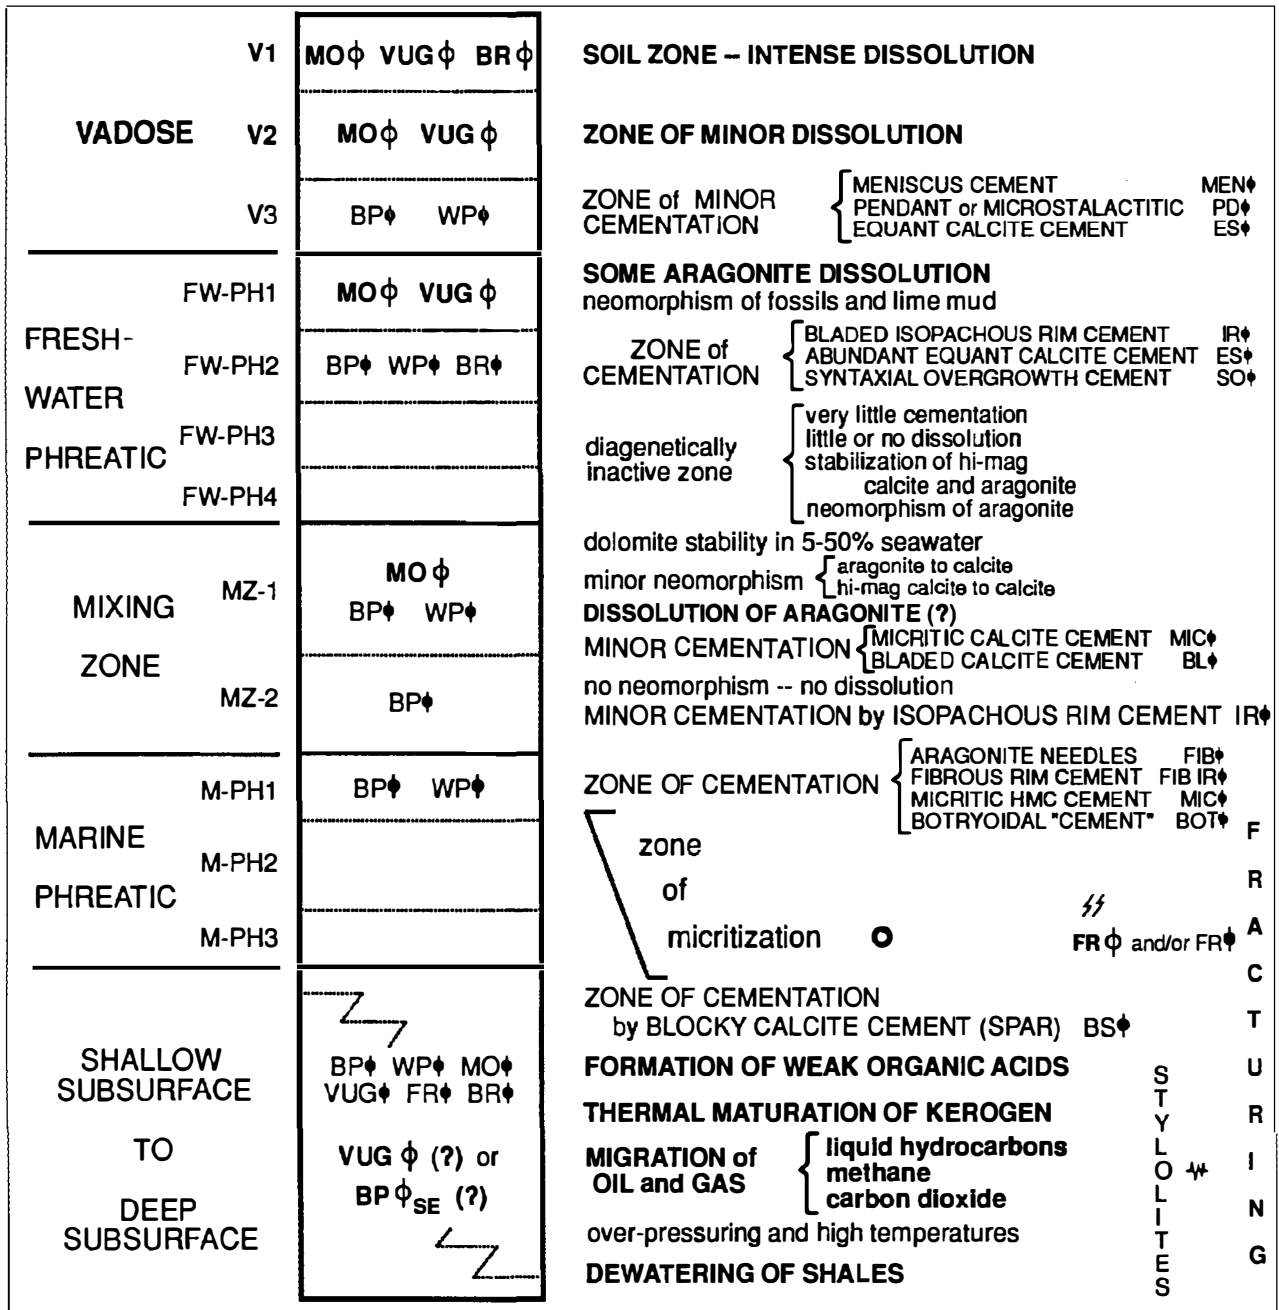 V1 MOϕ VUGϕ BRϕ SOIL ZONE – INTENSE DISSOLUTION
VADOSE V2 MOϕ VUGϕ ZONE OF MINOR DISSOLUTION
V3 BPϕ WPϕ ZONE of MINOR CEMENTATION
MENISCUS CEMENT MENϕ
PENDANT or MICROSTALACTITIC PDϕ
EQUANT CALCITE CEMENT ESϕ
FRESH-
WATER
PHREATIC
FW-PH1 MOϕ VUGϕ SOME ARAGONITE DISSOLUTION
neomorphism of fossils and lime mud
FW-PH2 BPϕ WPϕ BRϕ ZONE of
CEMENTATION
BLADED ISOPACHOUS RIM CEMENT IRϕ
ABUNDANT EQUANT CALCITE CEMENT ESϕ
SYNTAXIAL OVERGROWTH CEMENT SOϕ
FW-PH3
FW-PH4
diagenetically
inactive zone
very little cementation
little or no dissolution
stabilization of hi-mag
calcite and aragonite
neomorphism of aragonite
MIXING
ZONE
MZ-1 MOϕ
BPϕ WPϕ
dolomite stability in 5-50% seawater
minor neomorphism
aragonite to calcite
hi-mag calcite to calcite
DISSOLUTION OF ARAGONITE (?)
MINOR CEMENTATION
MICRITIC CALCITE CEMENT MICϕ
BLADED CALCITE CEMENT BLϕ
MZ-2 BPϕ
no neomorphism -- no dissolution
MINOR CEMENTATION by ISOPACHOUS RIM CEMENT IRϕ
MARINE
PHREATIC
M-PH1 BPϕ WPϕ ZONE OF CEMENTATION
ARAGONITE NEEDLES FIBϕ
FIBROUS RIM CEMENT FIB IRϕ
MICRITIC HMC CEMENT MICϕ
BOTRYOIDAL "CEMENT" BOTϕ
M-PH2
M-PH3
zone
of
micritization
FRϕ and/or FRϕ
SHALLOW
SUBSURFACE
TO
DEEP
SUBSURFACE
BPϕ WPϕ MOϕ
VUGϕ FRϕ BRϕ
VUG ϕ (?) or
BP ϕSE (?)
ZONE OF CEMENTATION
by BLOCKY CALCITE CEMENT (SPAR) BSϕ
FORMATION OF WEAK ORGANIC ACIDS
THERMAL MATURATION OF KEROGEN
MIGRATION of
OIL and GAS
liquid hydrocarbons
methane
carbon dioxide
over-pressuring and high temperatures
DEWATERING OF SHALES
STYLOLITES
FRACTURING